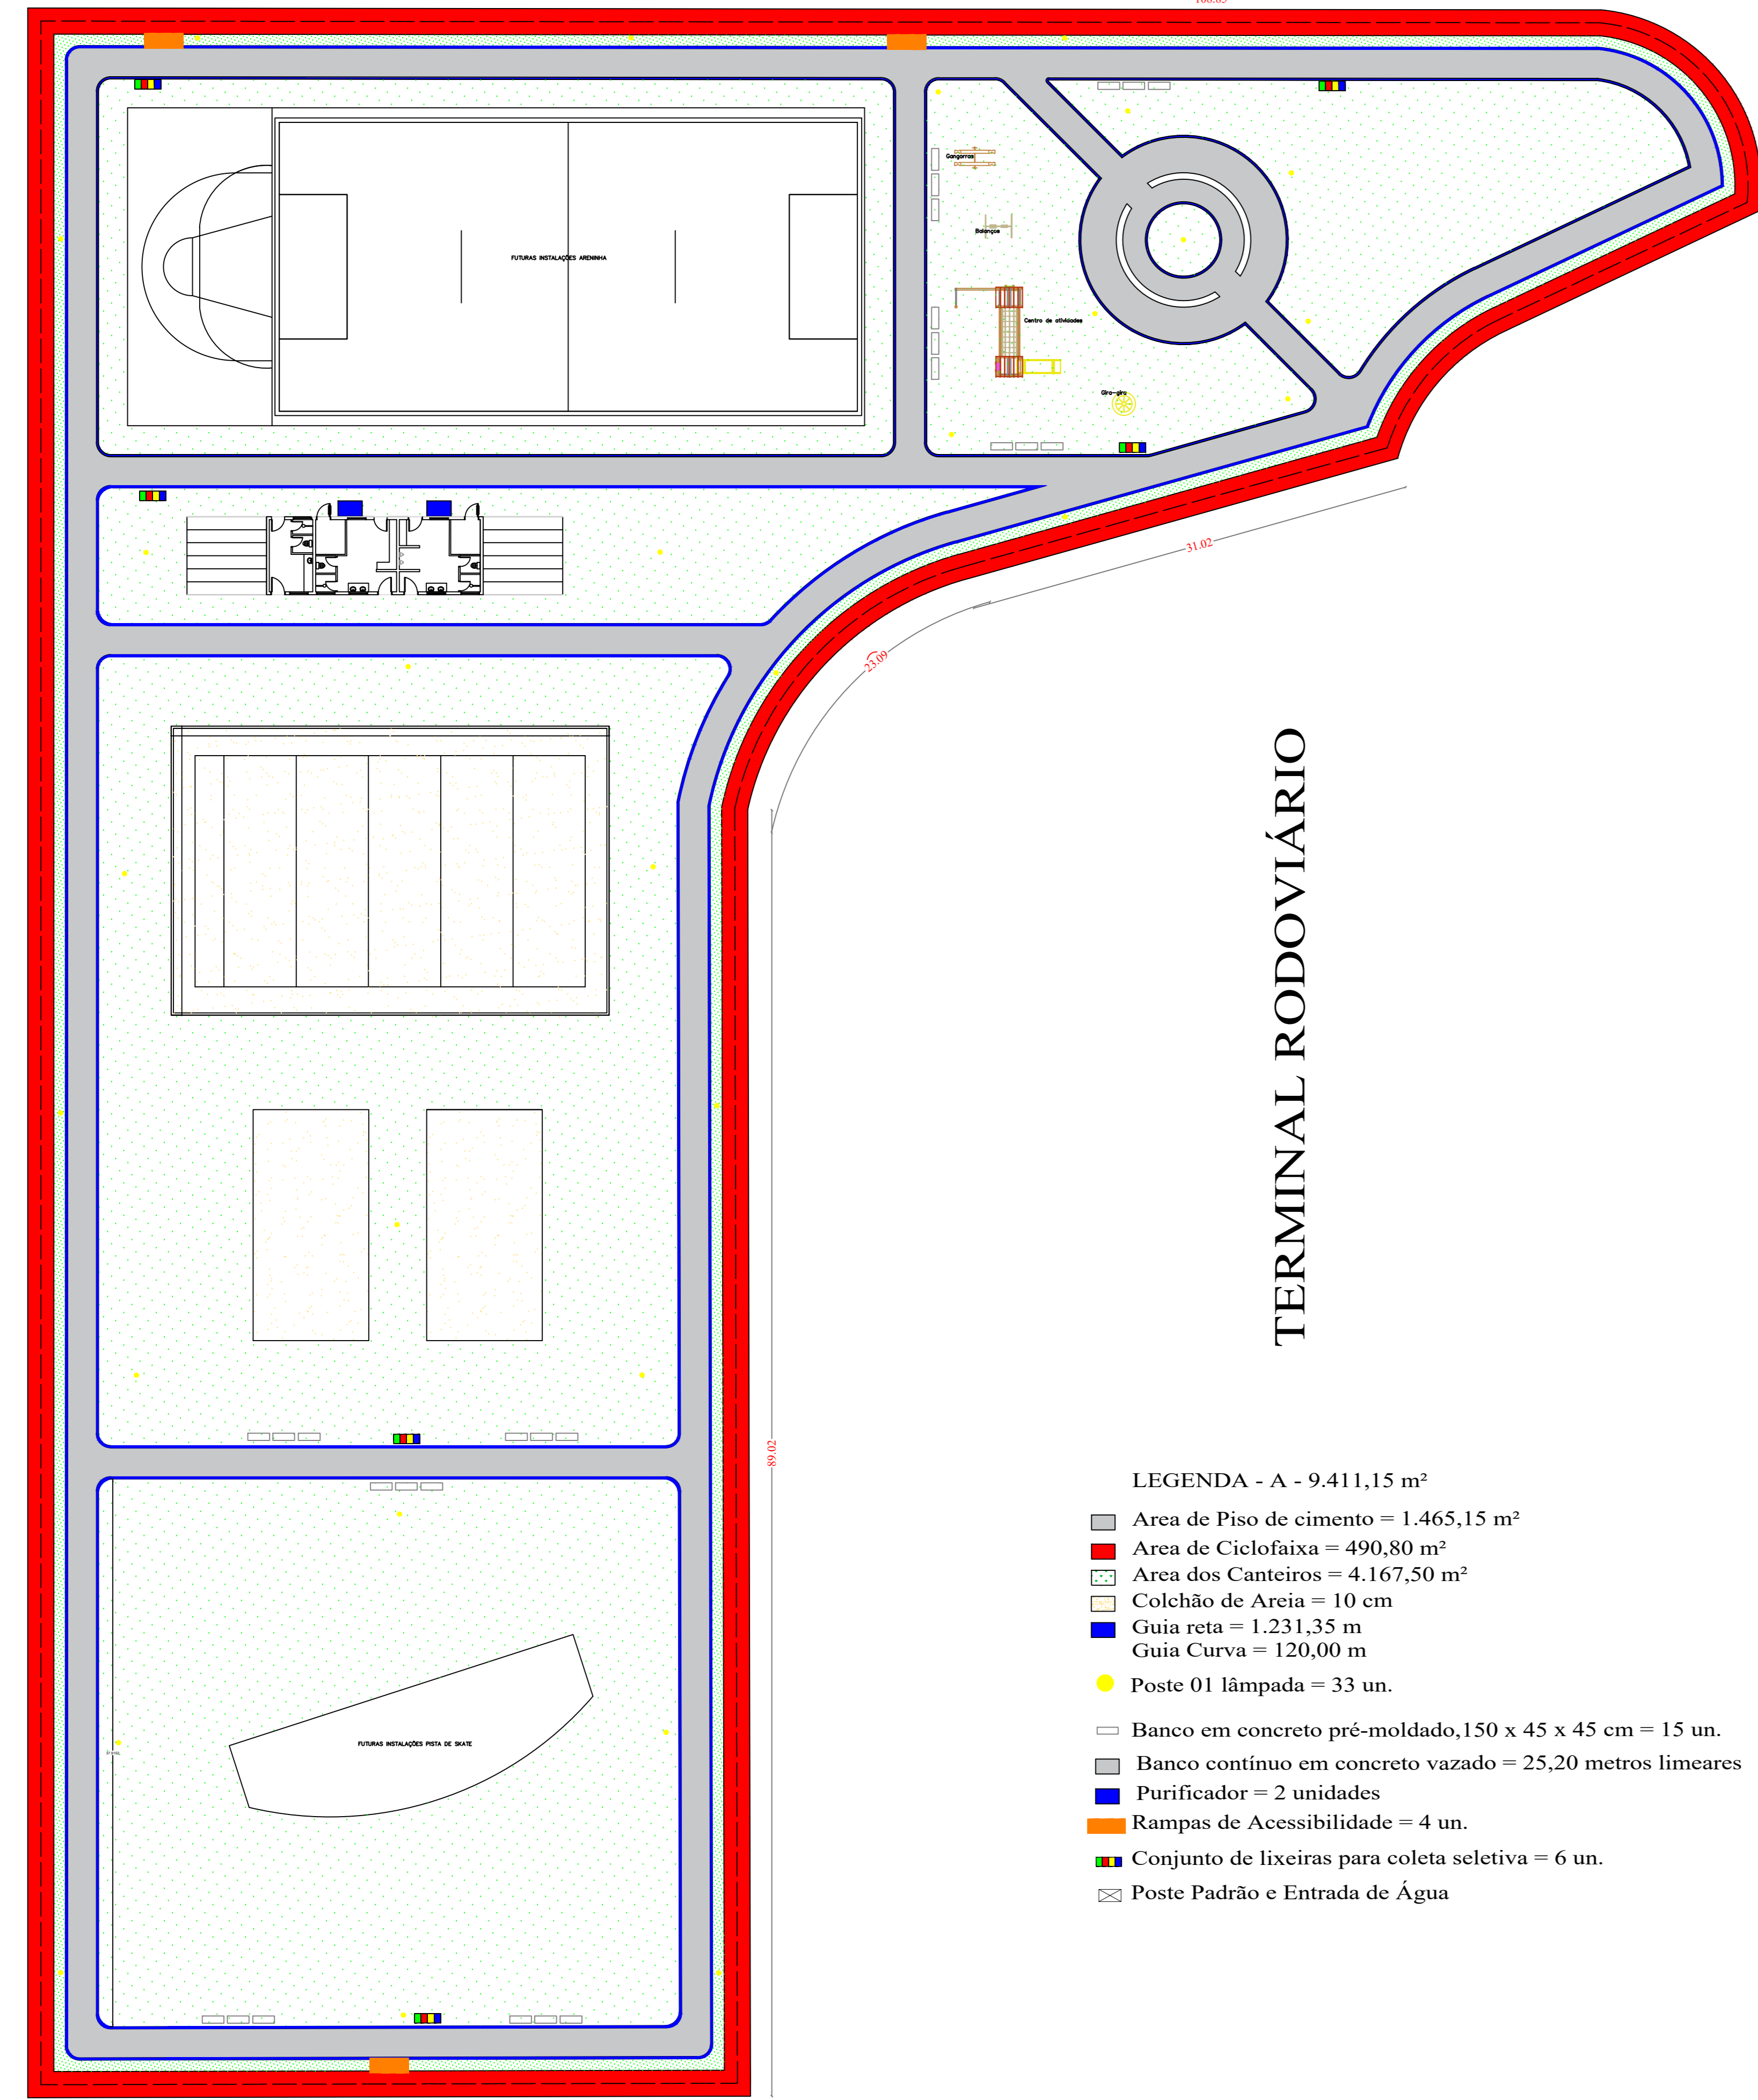 108.85
Gangorras
Balanços
FUTURAS INSTALAÇÕES ARENINHA
Centro de atividades
Gira-gira
31.02
23.09
TERMINAL RODOVIÁRIO
89.02
LEGENDA - A - 9.411,15 m²
Area de Piso de cimento = 1.465,15 m²
Area de Ciclofaixa = 490,80 m²
Area dos Canteiros = 4.167,50 m²
Colchão de Areia = 10 cm
Guia reta = 1.231,35 m
Guia Curva = 120,00 m
Poste 01 lâmpada = 33 un.
Banco em concreto pré-moldado,150 x 45 x 45 cm = 15 un.
Banco contínuo em concreto vazado = 25,20 metros limeares
Purificador = 2 unidades
Rampas de Acessibilidade = 4 un.
Conjunto de lixeiras para coleta seletiva = 6 un.
Poste Padrão e Entrada de Água
FUTURAS INSTALAÇÕES PISTA DE SKATE